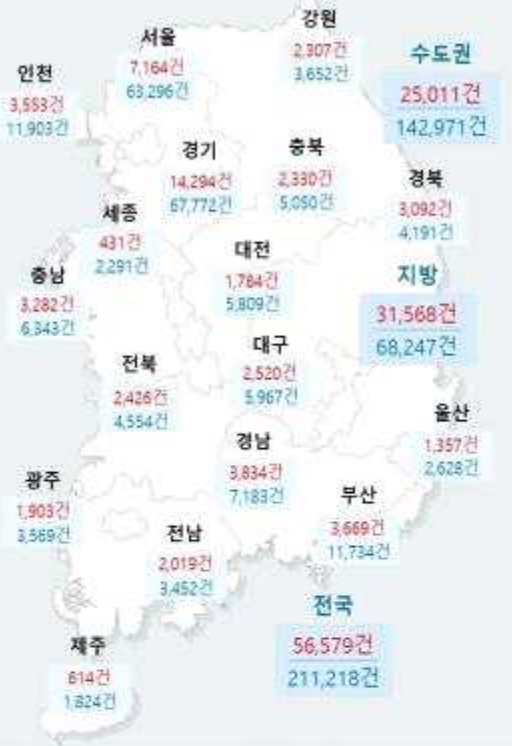 강원
2,307건
3,652건
서울
7,164건
63,296건
수도권
25,011건
142,971건
인천
3,553건
11,903건
경기
14,294건
67,772건
충북
2,330건
5,050건
경북
3,092건
4,191건
세종
431건
2,291건
대전
1,784건
5,809건
충남
3,282건
6,343건
지방
31,568건
68,247건
전북
2,426건
4,554건
대구
2,520건
5,967건
울산
1,357건
2,628건
경남
3,834건
7,183건
광주
1,903건
3,569건
부산
3,669건
11,734건
전남
2,019건
3,452건
전국
56,579건
211,218건
제주
614건
1,824건